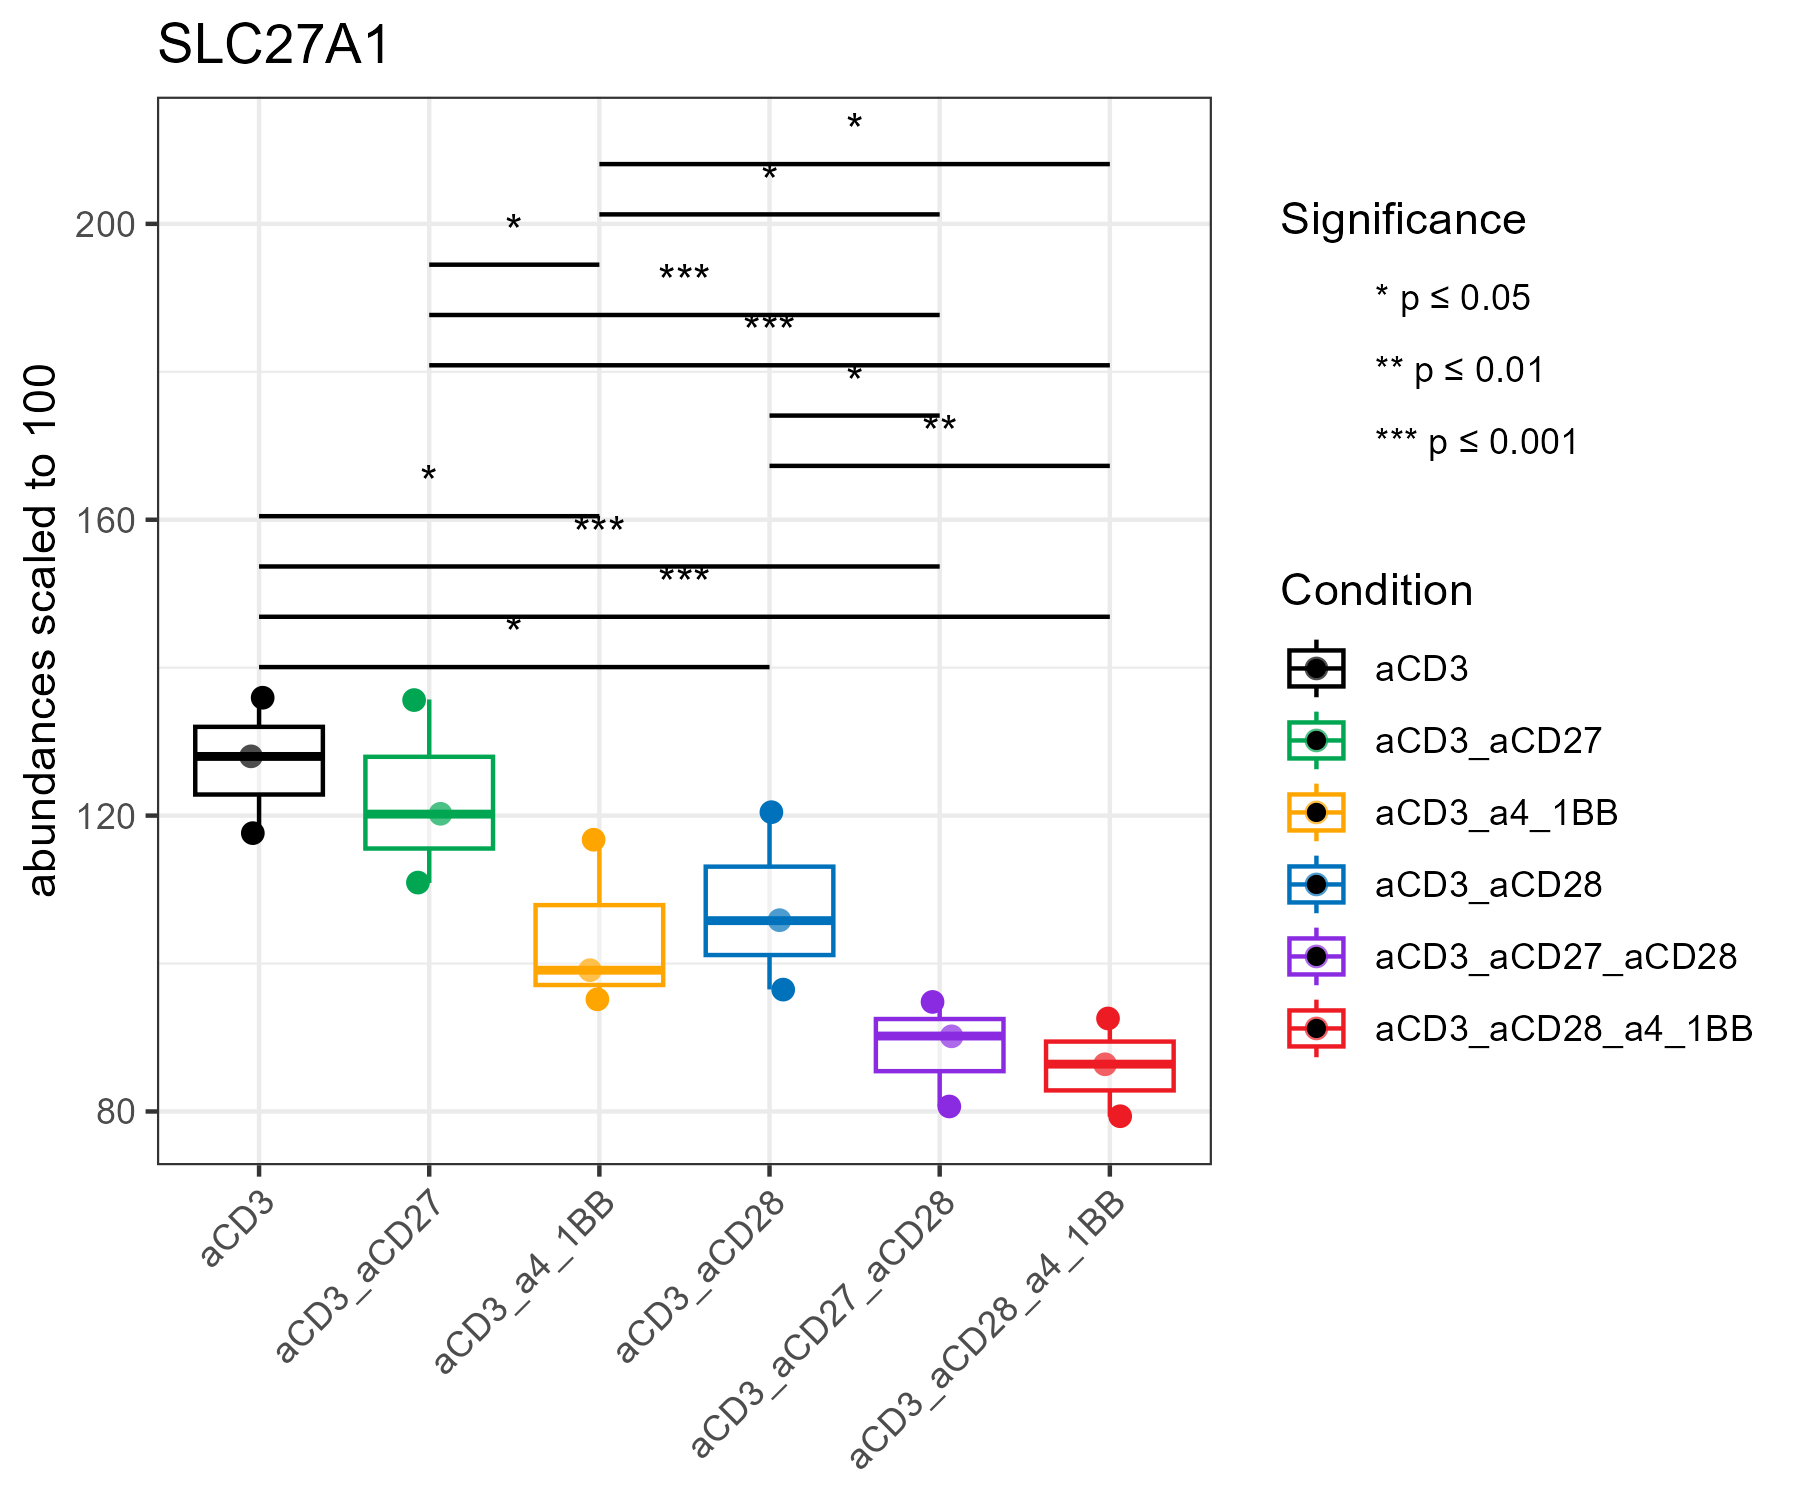 SLC27A1
abundances scaled to 100
200
160
120
80
*
*
*
***
***
*
**
*
***
***
*
aCD3
aCD3_aCD27
aCD3_a4_1BB
aCD3_aCD28
aCD3_aCD27_aCD28
aCD3_aCD28_a4_1BB
Significance
* p ≤ 0.05
** p ≤ 0.01
*** p ≤ 0.001
Condition
aCD3
aCD3_aCD27
aCD3_a4_1BB
aCD3_aCD28
aCD3_aCD27_aCD28
aCD3_aCD28_a4_1BB